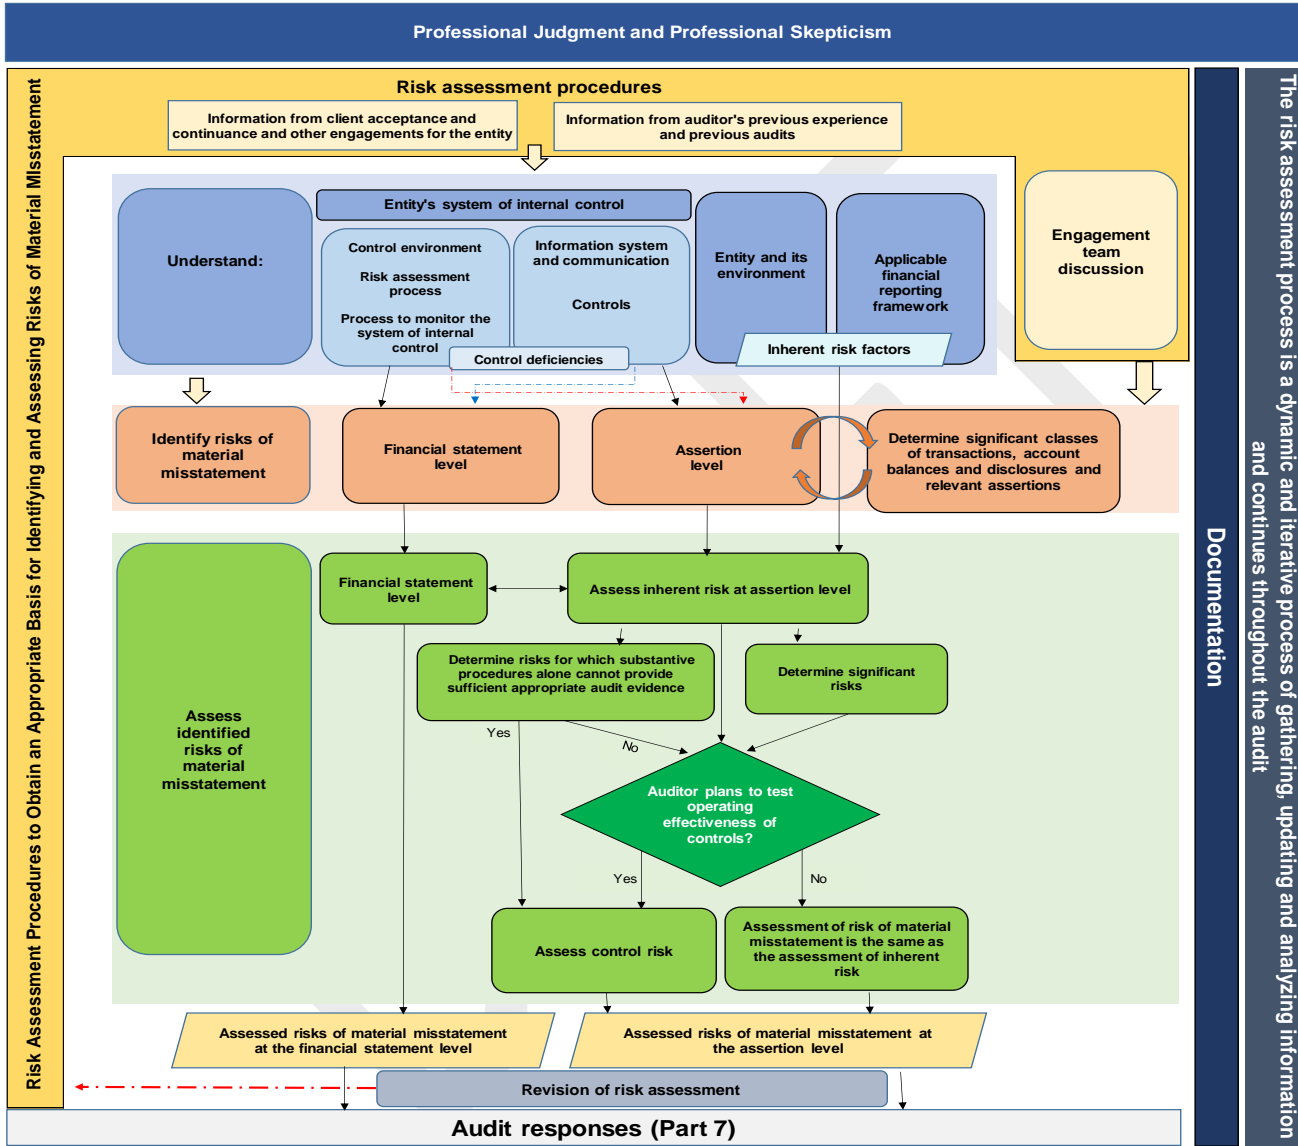 Professional Judgment and Professional Skepticism
Risk Assessment Procedures to Obtain an Appropriate Basis for Identifying and Assessing Risks of Material MIsstatement
Risk assessment procedures
Information from client acceptance and
continuance and other engagements for the entity
Information from auditor's previous experience
and previous audits
Understand:
Entity's system of internal control
Control environment
Risk assessment
process
Process to monitor the
system of internal
control
Information system
and communication
Controls
Control deficiencies
Entity and its
environment
Applicable
financial
reporting
framework
Inherent risk factors
Engagement
team
discussion
Identify risks of
material
misstatement
Financial statement
level
Assertion
level
Determine significant classes
of transactions, account
balances and disclosures and
relevant assertions
Assess
identified
risks of
material
misstatement
Financial statement
level
Assess inherent risk at assertion level
Determine risks for which substantive
procedures alone cannot provide
sufficient appropriate audit evidence
Determine significant
risks
Yes
No
Auditor plans to test
operating
effectiveness of
controls?
Yes
No
Assess control risk
Assessment of risk of material
misstatement is the same as
the assessment of inherent
risk
Assessed risks of material misstatement
at the financial statement level
Assessed risks of material misstatement at
the assertion level
Revision of risk assessment
Audit responses (Part 7)
Documentation
The risk assessment process is a dynamic and iterative process of gathering, updating and analyzing information
and continues throughout the audit